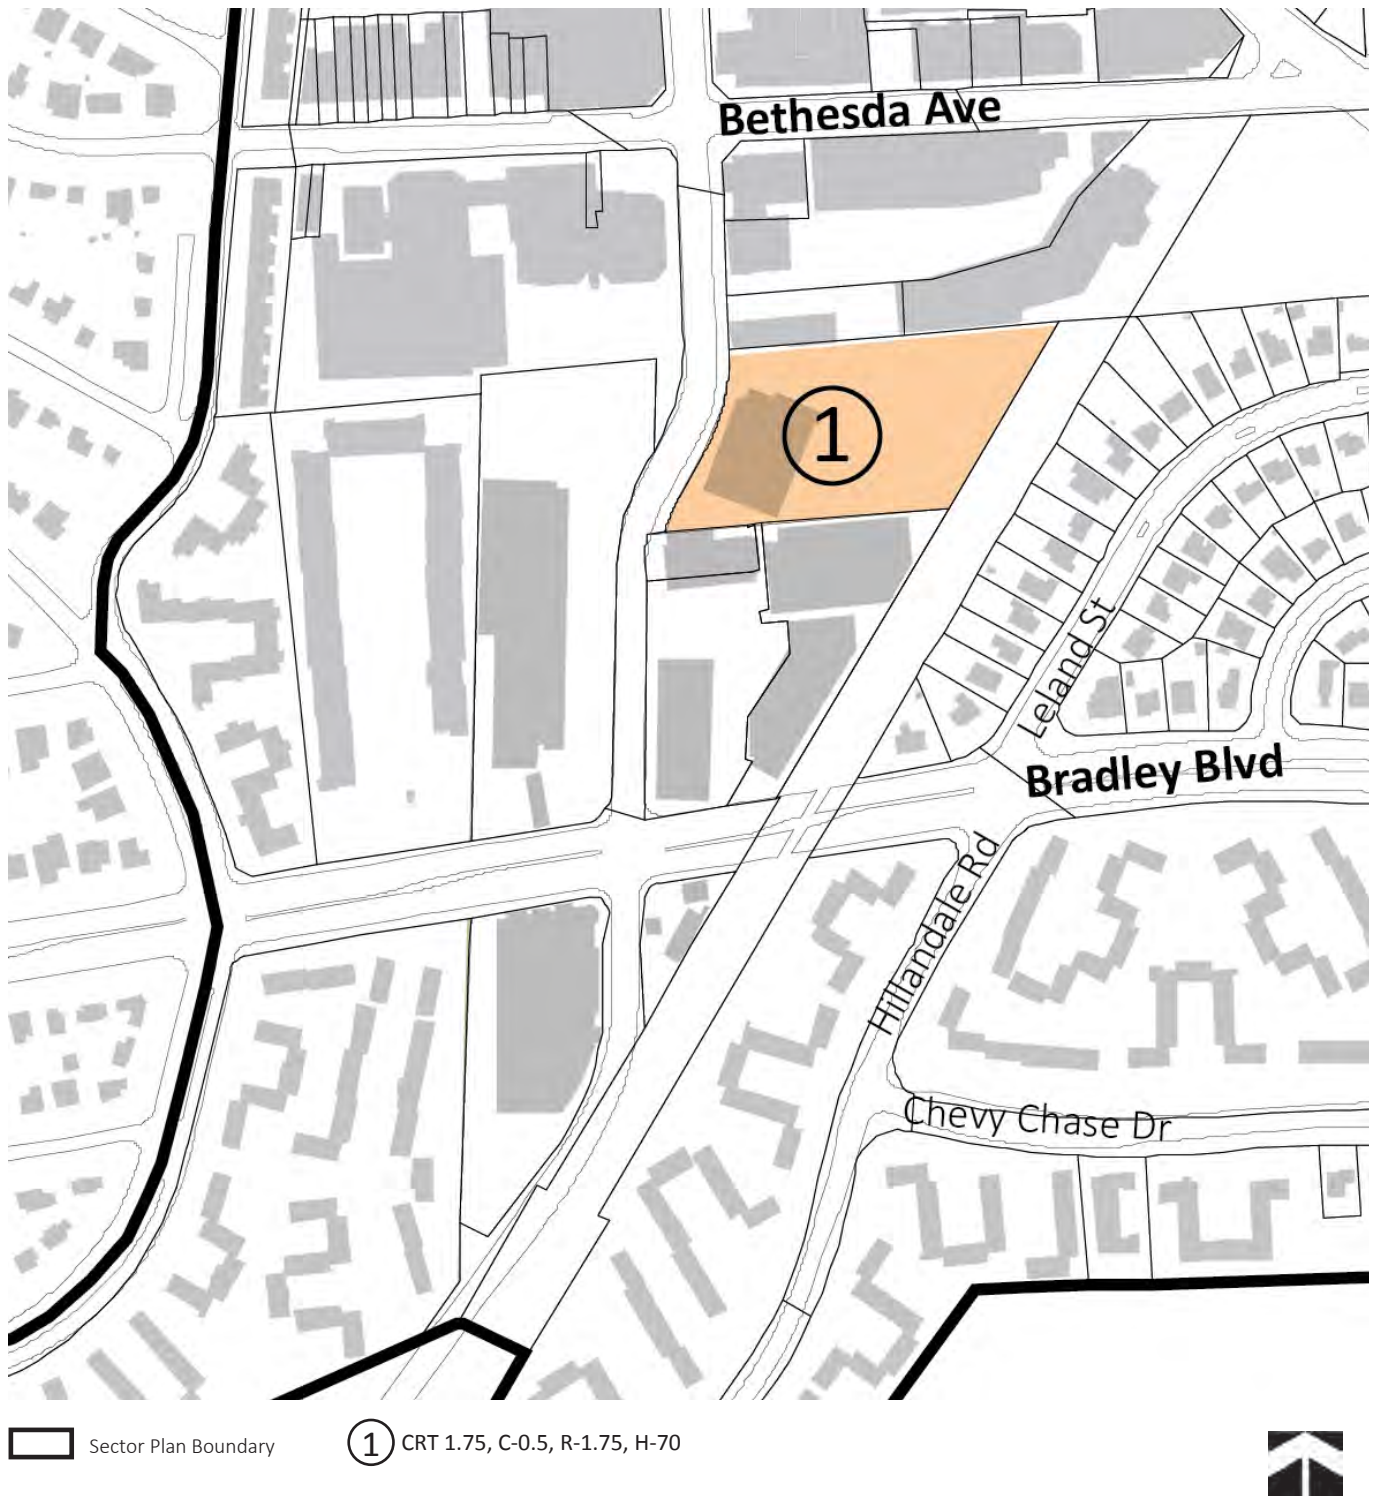 Bethesda Ave
1
Leland St
Bradley Blvd
Hillandale Rd
Chevy Chase Dr
Sector Plan Boundary
1 CRT 1.75, C-0.5, R-1.75, H-70